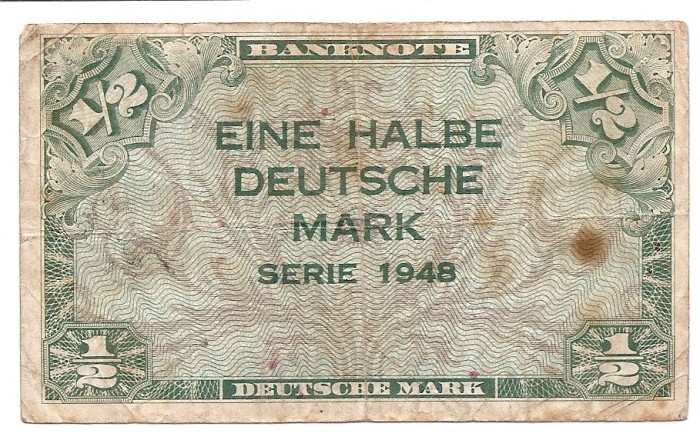 BANKNOTE
1/2 1/2
EINE HALBE
DEUTSCHE
MARK
SERIE 1948
1/2 1/2
DEUTSCHE MARK